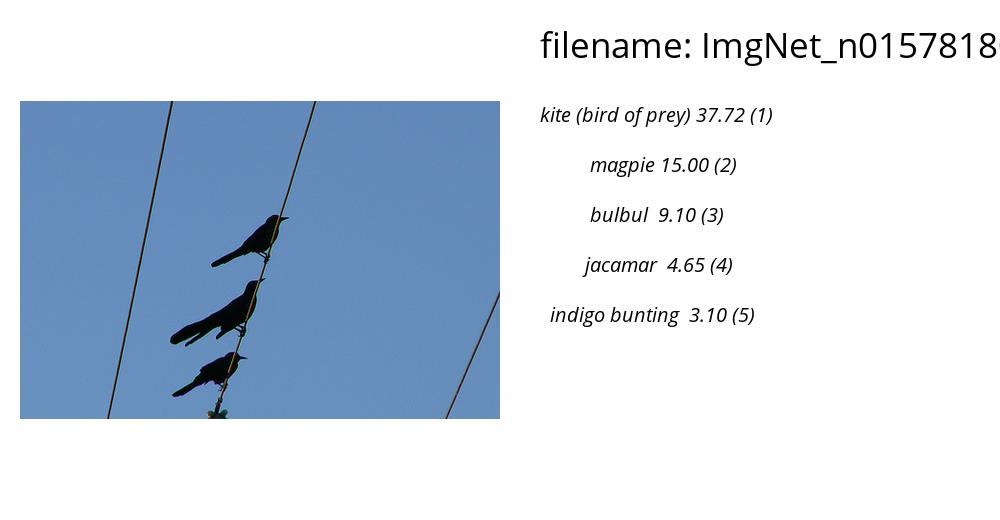 filename: ImgNet_n0157818
kite (bird of prey) 37.72 (1)
magpie 15.00 (2)
bulbul 9.10 (3)
jacamar 4.65 (4)
indigo bunting 3.10 (5)